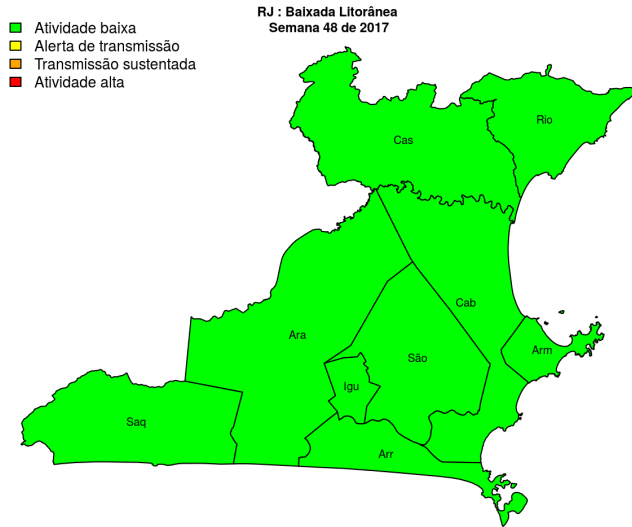 RJ : Baixada Litorânea
Semana 48 de 2017
Atividade baixa
Alerta de transmissão
Transmissão sustentada
Atividade alta
Rio
Cas
Cab
Ara
Arm
São
Igu
Saq
Arr